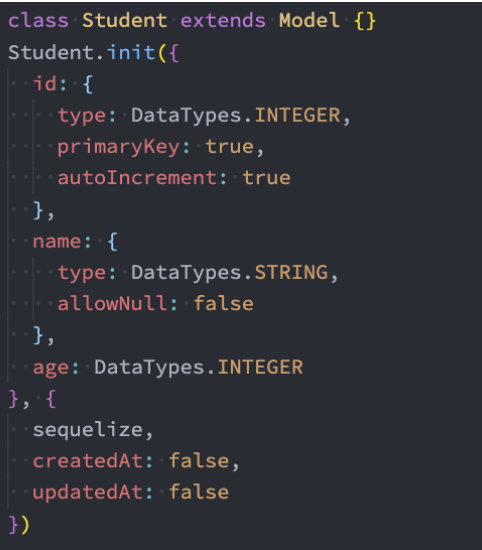 class Student extends Model {}
Student.init({
  id: {
    type: DataTypes.INTEGER,
    primaryKey: true,
    autoIncrement: true
  },
  name: {
    type: DataTypes.STRING,
    allowNull: false
  },
  age: DataTypes.INTEGER
}, {
  sequelize,
  createdAt: false,
  updatedAt: false
})